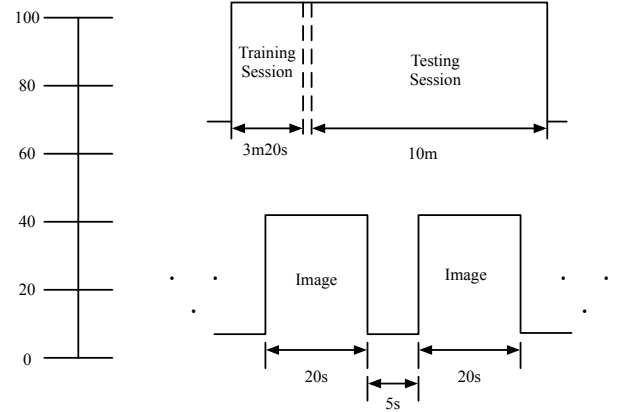 100
80
60
40
20
0
Training
Session
Testing
Session
3m20s
10m
Image
Image
20s
20s
5s